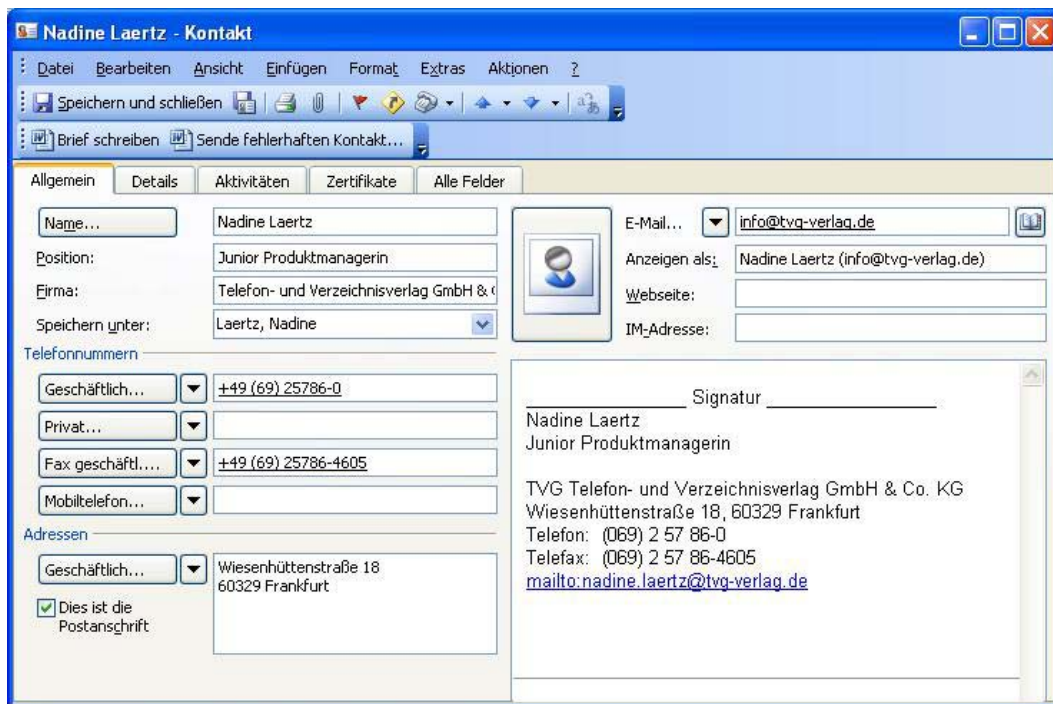 Nadine Laertz - Kontakt
Datei Bearbeiten Ansicht Einfügen Format Extras Aktionen ?
Speichern und schließen
Brief schreiben Sende fehlerhaften Kontakt...
Allgemein Details Aktivitäten Zertifikate Alle Felder
Name... Nadine Laertz
Position: Junior Produktmanagerin
Firma: Telefon- und Verzeichnisverlag GmbH &
Speichern unter: Laertz, Nadine
E-Mail... info@tvg-verlag.de
Anzeigen als: Nadine Laertz (info@tvg-verlag.de)
Webseite:
IM-Adresse:
Telefonnummern
Geschäftlich... +49 (69) 25786-0
Privat...
Fax geschäftl.... +49 (69) 25786-4605
Mobiltelefon...
Adressen
Geschäftlich... Wiesenhüttenstraße 18
60329 Frankfurt
Dies ist die
Postanschrift
________________ Signatur ________________
Nadine Laertz
Junior Produktmanagerin
TVG Telefon- und Verzeichnisverlag GmbH & Co. KG
Wiesenhüttenstraße 18, 60329 Frankfurt
Telefon: (069) 2 57 86-0
Telefax: (069) 2 57 86-4605
mailto:nadine.laertz@tvg-verlag.de